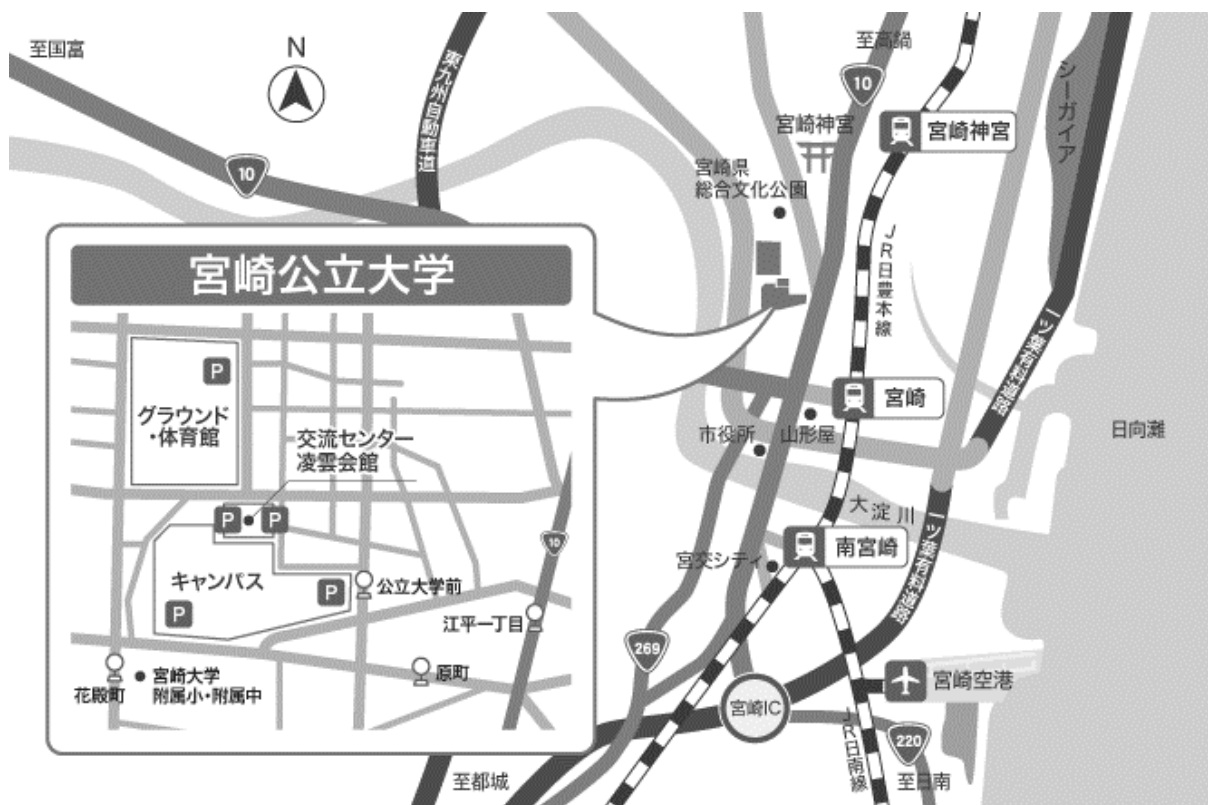 至国富
N
東九州自動車道
10
至高鍋
10
宮崎神宮
宮崎神宮
シーガイア
宮崎県
総合文化公園
JR日豊本線
一ツ葉有料道路
宮崎
市役所
山形屋
日向灘
大淀川
一ツ葉有料道路
南宮崎
宮交シティ
269
宮崎空港
宮崎IC
JR日南線
220
至都城
至日南
宮崎公立大学
P
グラウンド
・体育館
交流センター
凌雲会館
P
P
10
キャンパス
P
P
公立大学前
江平一丁目
花殿町
宮崎大学
附属小・附属中
原町